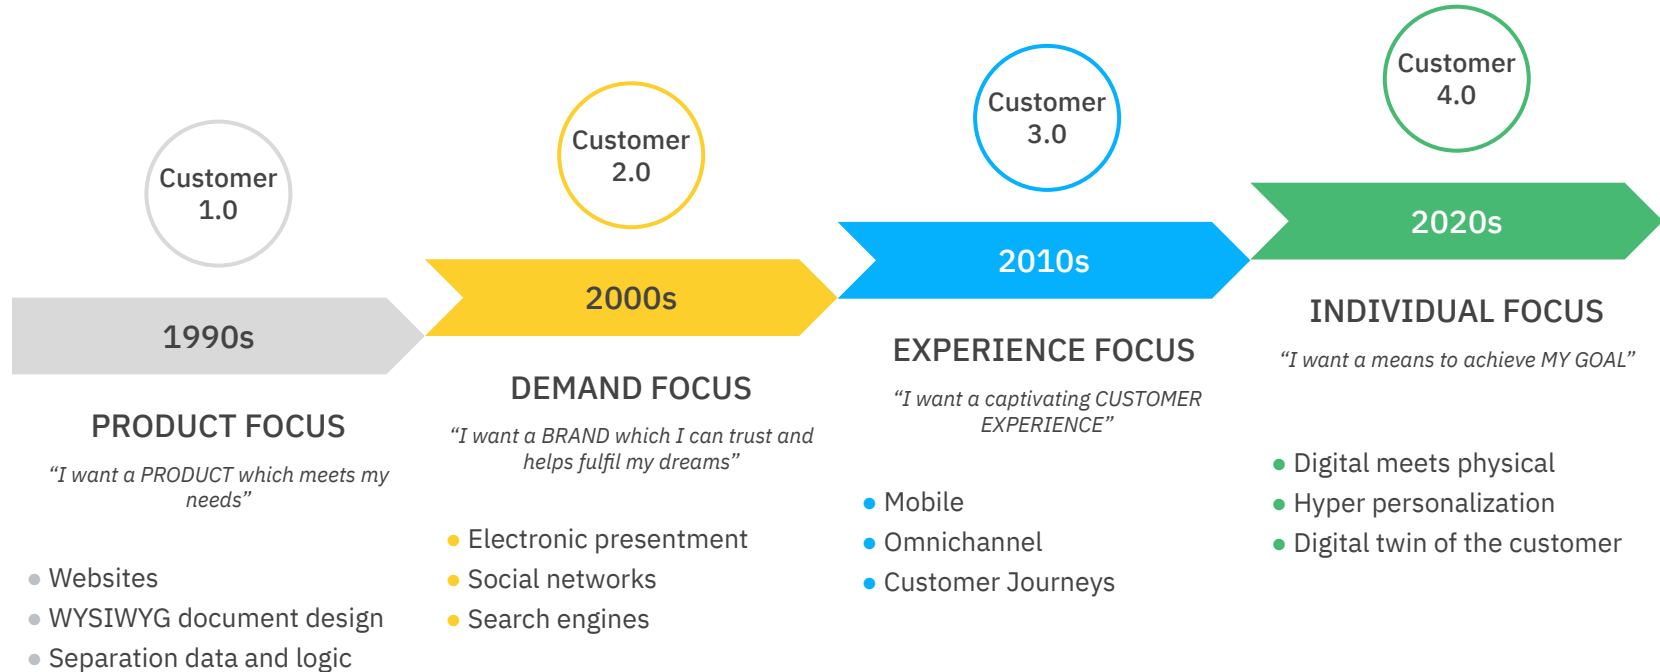 Customer
1.0
1990s
PRODUCT FOCUS
“I want a PRODUCT which meets my
needs”
Websites
WYSIWYG document design
Separation data and logic
Customer
2.0
2000s
DEMAND FOCUS
“I want a BRAND which I can trust and
helps fulfil my dreams”
Electronic presentment
Social networks
Search engines
Customer
3.0
2010s
EXPERIENCE FOCUS
“I want a captivating CUSTOMER
EXPERIENCE”
Mobile
Omnichannel
Customer Journeys
Customer
4.0
2020s
INDIVIDUAL FOCUS
“I want a means to achieve MY GOAL”
Digital meets physical
Hyper personalization
Digital twin of the customer